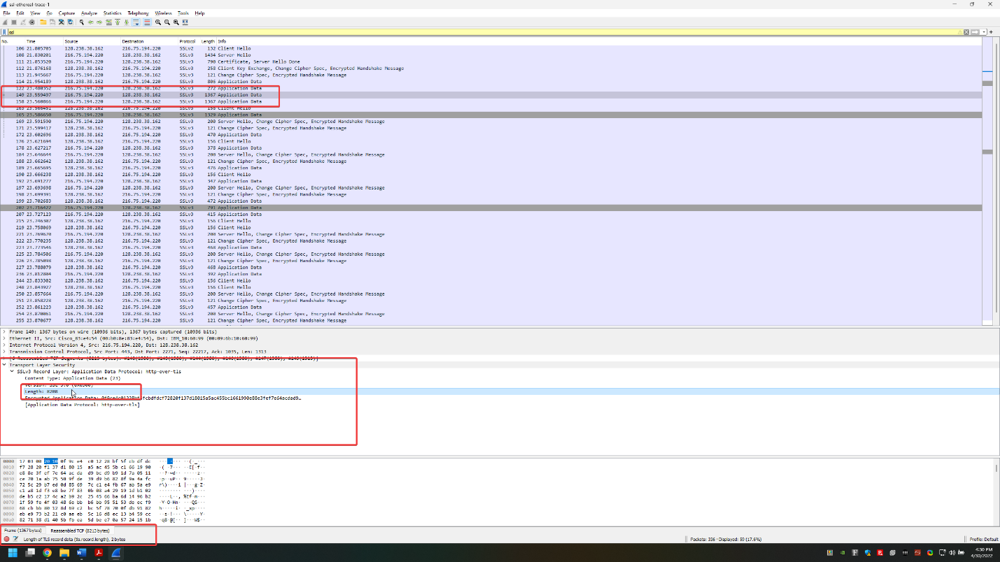 ssl-ethereal-trace-1
File Edit View Go Capture Analyze Statistics Telephony Wireless Tools Help
ssl
No. Time Source Destination Protocol Length Info
106 21.805705 128.238.38.162 216.75.194.220 SSLv2 132 Client Hello
108 21.830201 216.75.194.220 128.238.38.162 SSLv3 1434 Server Hello
111 21.853520 216.75.194.220 128.238.38.162 SSLv3 790 Certificate, Server Hello Done
112 21.876168 128.238.38.162 216.75.194.220 SSLv3 258 Client Key Exchange, Change Cipher Spec, Encrypted Handshake Message
113 21.945667 216.75.194.220 128.238.38.162 SSLv3 121 Change Cipher Spec, Encrypted Handshake Message
114 21.954189 128.238.38.162 216.75.194.220 SSLv3 806 Application Data
122 23.480352 216.75.194.220 128.238.38.162 SSLv3 272 Application Data
149 23.559497 216.75.194.220 128.238.38.162 SSLv3 1367 Application Data
158 23.560866 216.75.194.220 128.238.38.162 SSLv3 1367 Application Data
163 23.566431 128.238.38.162 216.75.194.220 SSLv3 156 Client Hello
165 23.586650 216.75.194.220 128.238.38.162 SSLv3 1329 Application Data
169 23.591590 216.75.194.220 128.238.38.162 SSLv3 200 Server Hello, Change Cipher Spec, Encrypted Handshake Message
171 23.599417 128.238.38.162 216.75.194.220 SSLv3 121 Change Cipher Spec, Encrypted Handshake Message
172 23.602696 128.238.38.162 216.75.194.220 SSLv3 470 Application Data
176 23.621694 128.238.38.162 216.75.194.220 SSLv3 156 Client Hello
178 23.627217 216.75.194.220 128.238.38.162 SSLv3 378 Application Data
184 23.646644 216.75.194.220 128.238.38.162 SSLv3 200 Server Hello, Change Cipher Spec, Encrypted Handshake Message
188 23.662642 128.238.38.162 216.75.194.220 SSLv3 121 Change Cipher Spec, Encrypted Handshake Message
189 23.665695 128.238.38.162 216.75.194.220 SSLv3 476 Application Data
190 23.666238 128.238.38.162 216.75.194.220 SSLv3 156 Client Hello
192 23.691277 216.75.194.220 128.238.38.162 SSLv3 347 Application Data
197 23.693698 216.75.194.220 128.238.38.162 SSLv3 200 Server Hello, Change Cipher Spec, Encrypted Handshake Message
198 23.699391 128.238.38.162 216.75.194.220 SSLv3 121 Change Cipher Spec, Encrypted Handshake Message
199 23.702683 128.238.38.162 216.75.194.220 SSLv3 472 Application Data
202 23.716422 216.75.194.220 128.238.38.162 SSLv3 791 Application Data
207 23.727123 216.75.194.220 128.238.38.162 SSLv3 415 Application Data
215 23.746307 128.238.38.162 216.75.194.220 SSLv3 156 Client Hello
219 23.758069 128.238.38.162 216.75.194.220 SSLv3 156 Client Hello
221 23.769670 216.75.194.220 128.238.38.162 SSLv3 200 Server Hello, Change Cipher Spec, Encrypted Handshake Message
222 23.770235 128.238.38.162 216.75.194.220 SSLv3 121 Change Cipher Spec, Encrypted Handshake Message
223 23.773546 128.238.38.162 216.75.194.220 SSLv3 468 Application Data
225 23.784506 216.75.194.220 128.238.38.162 SSLv3 200 Server Hello, Change Cipher Spec, Encrypted Handshake Message
226 23.785098 128.238.38.162 216.75.194.220 SSLv3 121 Change Cipher Spec, Encrypted Handshake Message
227 23.788079 128.238.38.162 216.75.194.220 SSLv3 468 Application Data
236 23.812804 216.75.194.220 128.238.38.162 SSLv3 392 Application Data
244 23.833302 128.238.38.162 216.75.194.220 SSLv3 156 Client Hello
248 23.843927 128.238.38.162 216.75.194.220 SSLv3 156 Client Hello
250 23.857664 216.75.194.220 128.238.38.162 SSLv3 200 Server Hello, Change Cipher Spec, Encrypted Handshake Message
251 23.858228 128.238.38.162 216.75.194.220 SSLv3 121 Change Cipher Spec, Encrypted Handshake Message
252 23.861223 128.238.38.162 216.75.194.220 SSLv3 457 Application Data
254 23.870061 216.75.194.220 128.238.38.162 SSLv3 200 Server Hello, Change Cipher Spec, Encrypted Handshake Message
255 23.870677 128.238.38.162 216.75.194.220 SSLv3 121 Change Cipher Spec, Encrypted Handshake Message
Frame 149: 1367 bytes on wire (10936 bits), 1367 bytes captured (10936 bits)
Ethernet II, Src: Cisco_83:e4:54 (00:b0:8e:83:e4:54), Dst: IBM_10:60:99 (00:09:6b:10:60:99)
Internet Protocol Version 4, Src: 216.75.194.220, Dst: 128.238.38.162
Transmission Control Protocol, Src Port: 443, Dst Port: 2271, Seq: 22217, Ack: 1035, Len: 1313
Transport Layer Security
SSLv3 Record Layer: Application Data Protocol: http-over-tls
Content Type: Application Data (23)
Version: SSL 3.0 (0x0300)
Length: 8208
Encrypted Application Data:
[Application Data Protocol: http-over-tls]
0000 17 03 00 20 10 0f 9c e4 c0 12 28 bf 5f cb df dc
0010 f7 28 20 f1 37 d1 80 15 a5 ac 45 5b c1 66 19 90
0020 e8 8e 3f ef 7e 64 ac da d9 bc d9 b9 1d 7a 05 11
0030 ce 70 1a ab 75 50 9f de 39 d9 b6 82 8f 9a 4a fc
0040 72 5c 29 b7 ed 0d 85 69 7c c1 e4 fb 67 ab 5a e9
0050 c1 a8 1d f3 e8 be 7f 83 0b 08 a4 29 19 1d b1 02
0060 de b5 c2 17 4c a2 b9 2c 25 45 66 ba 6d 14 96 b2
0070 1f 59 fe 4f 03 48 6e bb b6 bb 95 51 53 de ec f9
0080 68 cb bb 80 12 8d 69 c2 bc 5f 78 70 0f db 91 82
0090 eb e9 73 b2 21 c0 ae eb 5c 16 d8 ec 13 b4 59 cc
00a0 82 71 38 d1 40 5b fb ea 5d be e7 0a 57 24 15 1b
Frame (1367 bytes) Reassembled TCP (8213 bytes)
Length of TLS record data (tls.record.length), 2 bytes
Packets: 336 · Displayed: 59 (17.6%)
Profile: Default
4:30 PM
4/30/2022